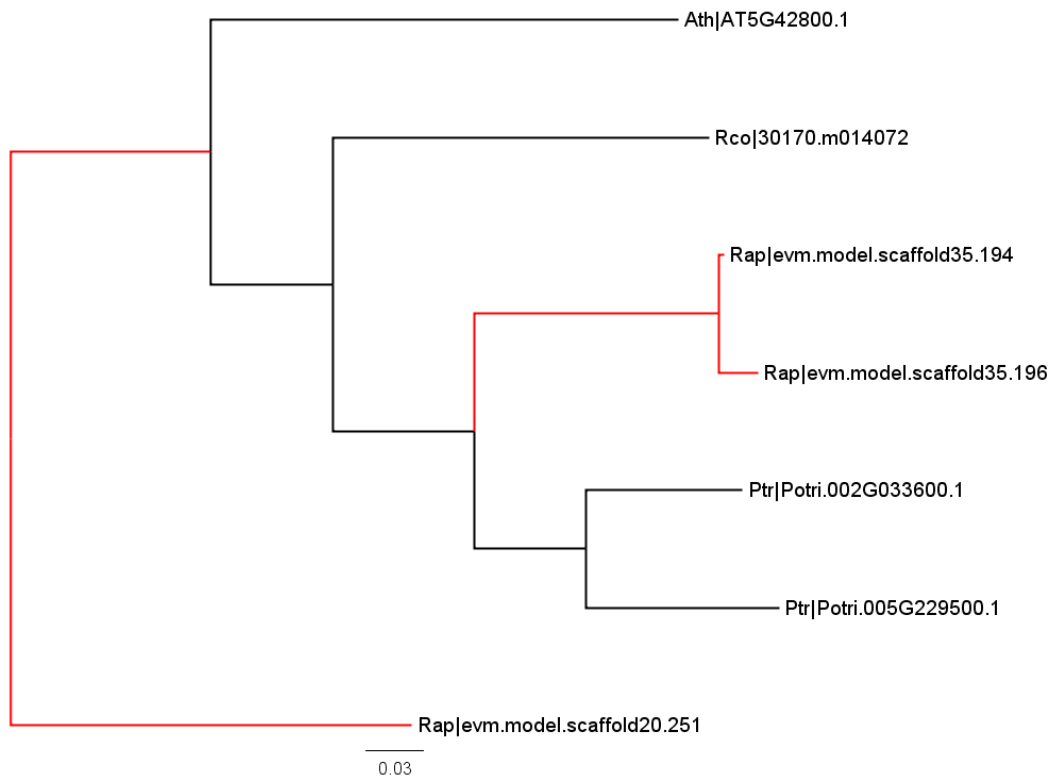 Ath|AT5G42800.1
Rco|30170.m014072
Rap|evm.model.scaffold35.194
Rap|evm.model.scaffold35.196
Ptr|Potri.002G033600.1
Ptr|Potri.005G229500.1
Rap|evm.model.scaffold20.251
0.03